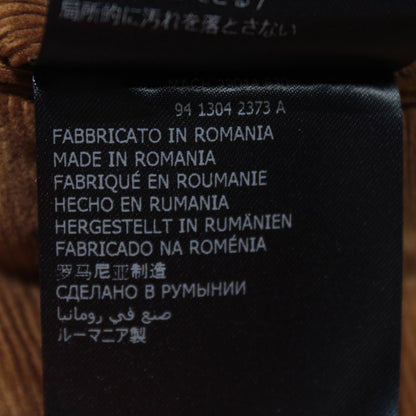 局所的に汚れを落とさない
94 1304 2373 A
FABBRICATO IN ROMANIA
MADE IN ROMANIA
FABRIQUÉ EN ROUMANIE
HECHO EN RUMANIA
HERGESTELLT IN RUMÄNIEN
FABRICADO NA ROMÉNIA
罗马尼亚制造
СДЕЛАНО В РУМЫНИИ
صنع في رومانيا
ルーマニア製